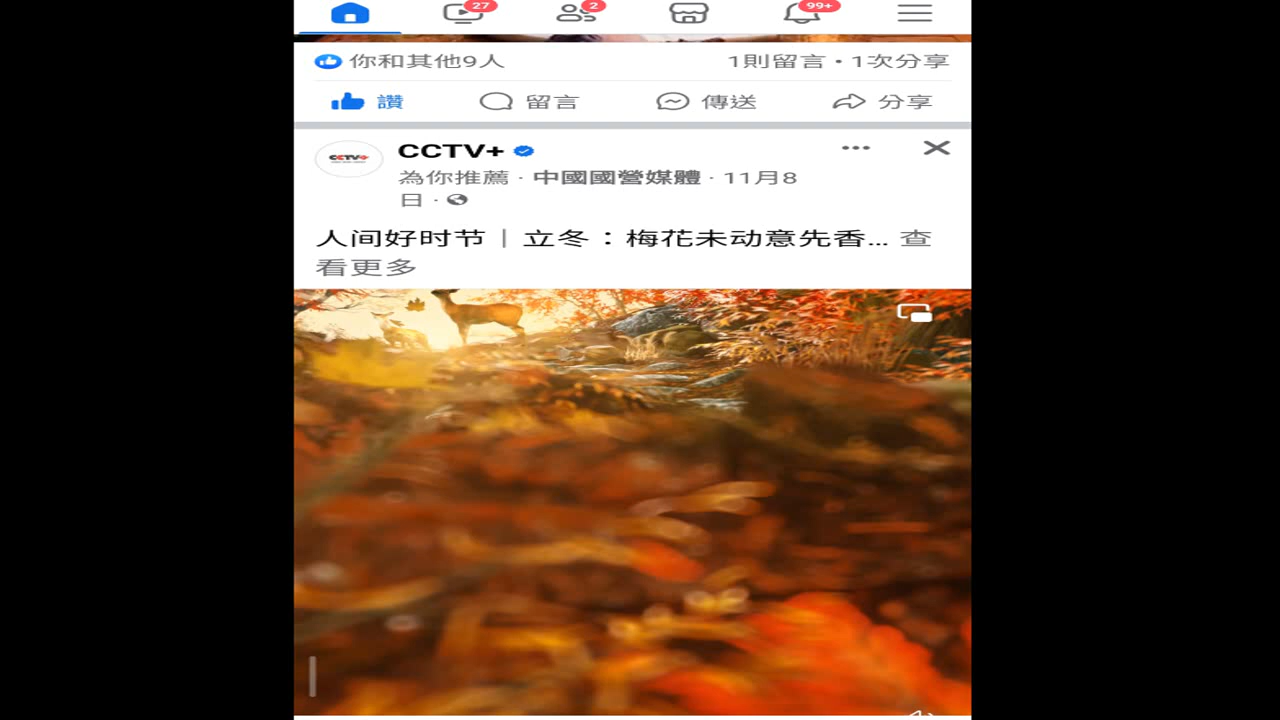 27
2
99+
你和其他9人
1則留言·1次分享
讚
留言
傳送
分享
CCTV+
CCTV+
為你推薦·中國國營媒體·11月8
日·
人间好时节｜立冬：梅花未动意先香... 查
看更多